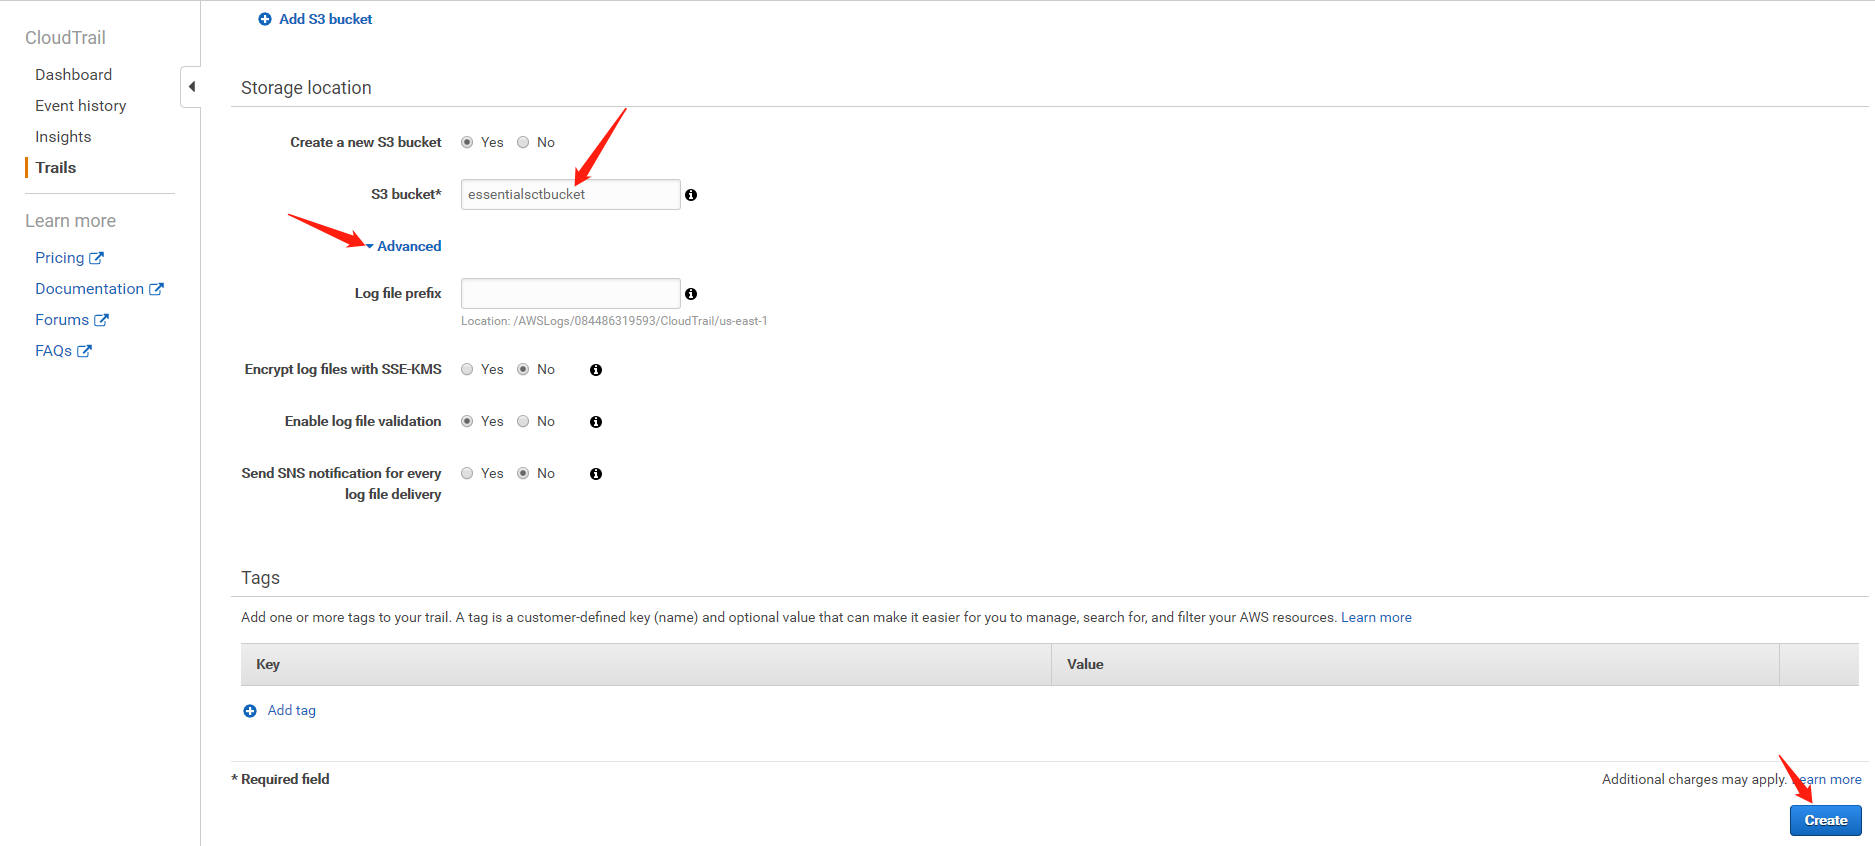 Add S3 bucket
CloudTrail
Dashboard
Event history
Insights
Trails
Learn more
Pricing
Documentation
Forums
FAQs
Storage location
Create a new S3 bucket Yes No
S3 bucket* essentialsctbucket
Advanced
Log file prefix
Location: /AWSLogs/084486319593/CloudTrail/us-east-1
Encrypt log files with SSE-KMS Yes No
Enable log file validation Yes No
Send SNS notification for every Yes No
log file delivery
Tags
Add one or more tags to your trail. A tag is a customer-defined key (name) and optional value that can make it easier for you to manage, search for, and filter your AWS resources. Learn more
Key Value
Add tag
* Required field
Additional charges may apply. Learn more
Create